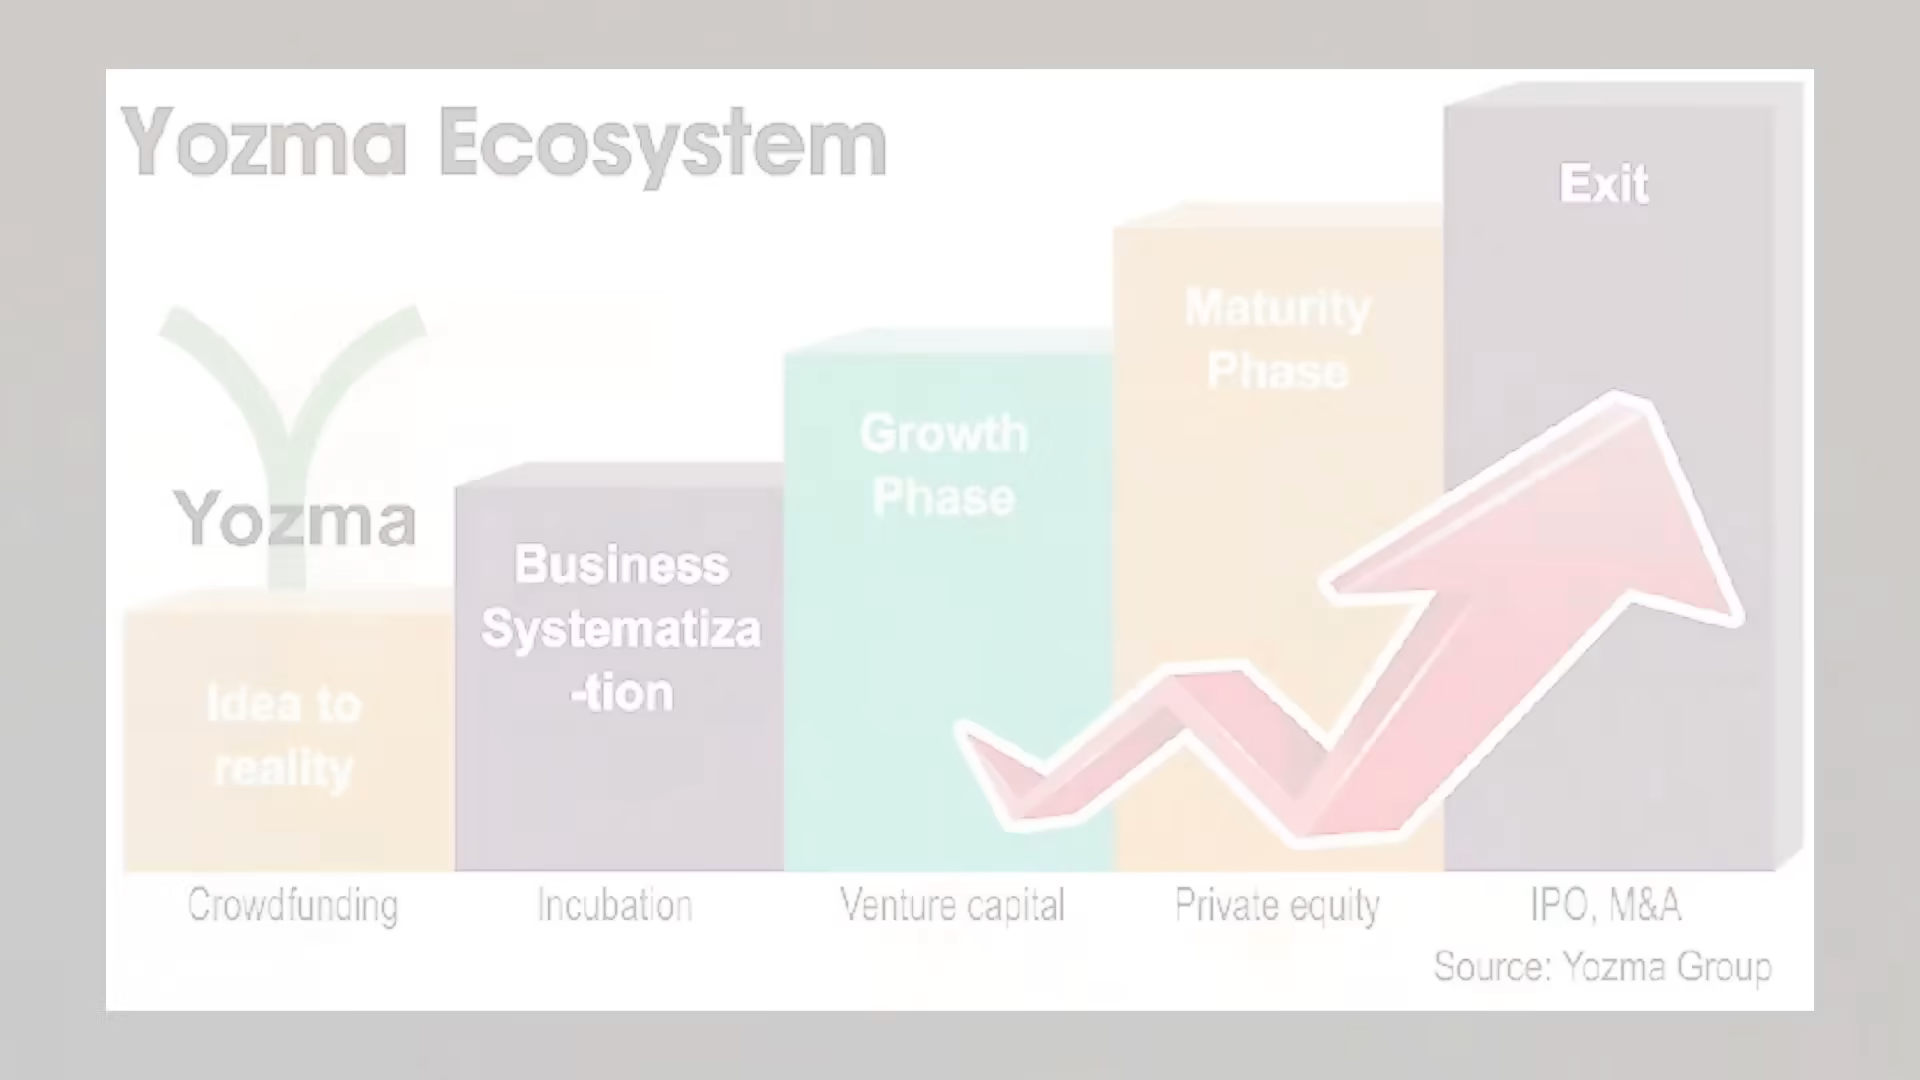 Yozma Ecosystem
Yozma
Idea to
reality
Business
Systematiza
-tion
Growth
Phase
Maturity
Phase
Exit
Crowdfunding
Incubation
Venture capital
Private equity
IPO, M&A
Source: Yozma Group